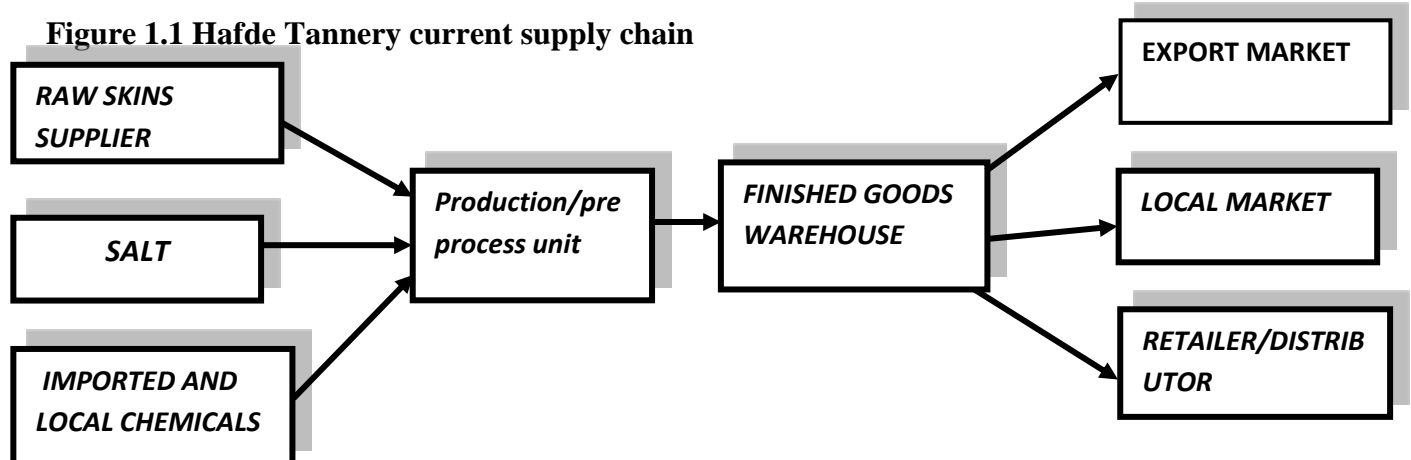 Figure 1.1 Hafde Tannery current supply chain
RAW SKINS
SUPPLIER
SALT
IMPORTED AND
LOCAL CHEMICALS
Production/pre
process unit
FINISHED GOODS
WAREHOUSE
EXPORT MARKET
LOCAL MARKET
RETAILER/DISTRIB
UTOR